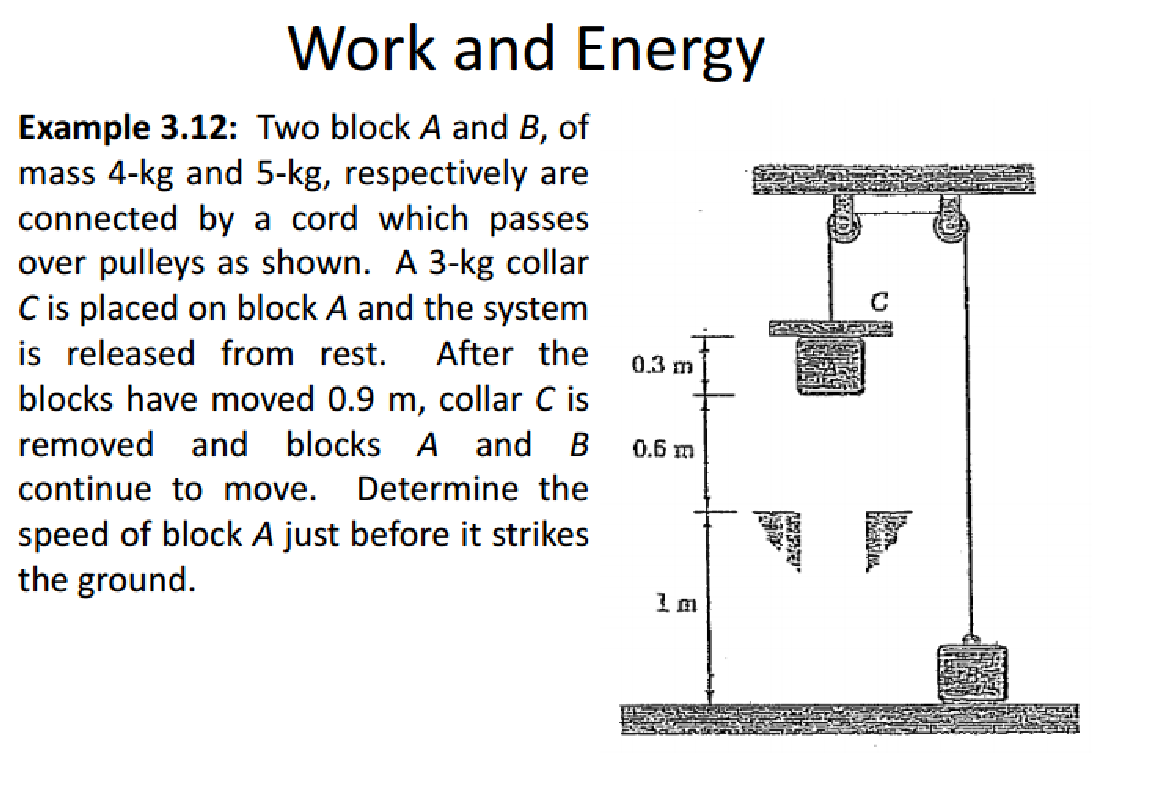 Work and Energy
Example 3.12: Two block A and B, of
mass 4-kg and 5-kg, respectively are
connected by a cord which passes
over pulleys as shown. A 3-kg collar
C is placed on block A and the system
is released from rest. After the
blocks have moved 0.9 m, collar C is
removed and blocks A and B
continue to move. Determine the
speed of block A just before it strikes
the ground.
C
0.3 m
A
0.6 m
1 m
B